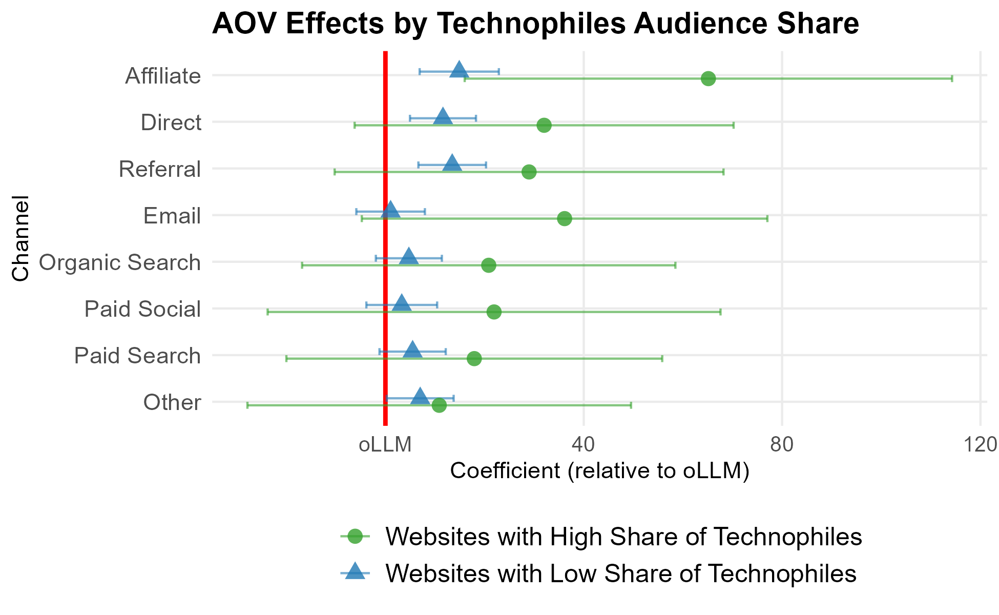 AOV Effects by Technophiles Audience Share
Channel
Affiliate
Direct
Referral
Email
Organic Search
Paid Social
Paid Search
Other
oLLM 40 80 120
Coefficient (relative to oLLM)
Websites with High Share of Technophiles
Websites with Low Share of Technophiles